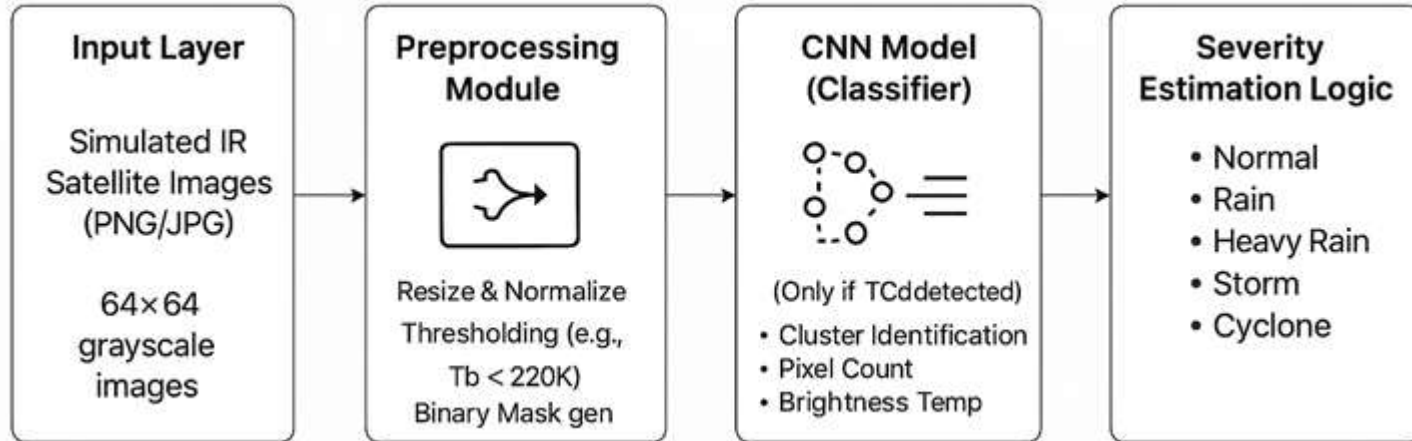 Input Layer
Simulated IR
Satellite Images
(PNG/JPG)
64×64
grayscale
images
Preprocessing
Module
Resize & Normalize
Thresholding (e.g.,
Tb < 220K)
Binary Mask gen
CNN Model
(Classifier)
(Only if TCddetected)
• Cluster Identification
• Pixel Count
• Brightness Temp
Severity
Estimation Logic
• Normal
• Rain
• Heavy Rain
• Storm
• Cyclone